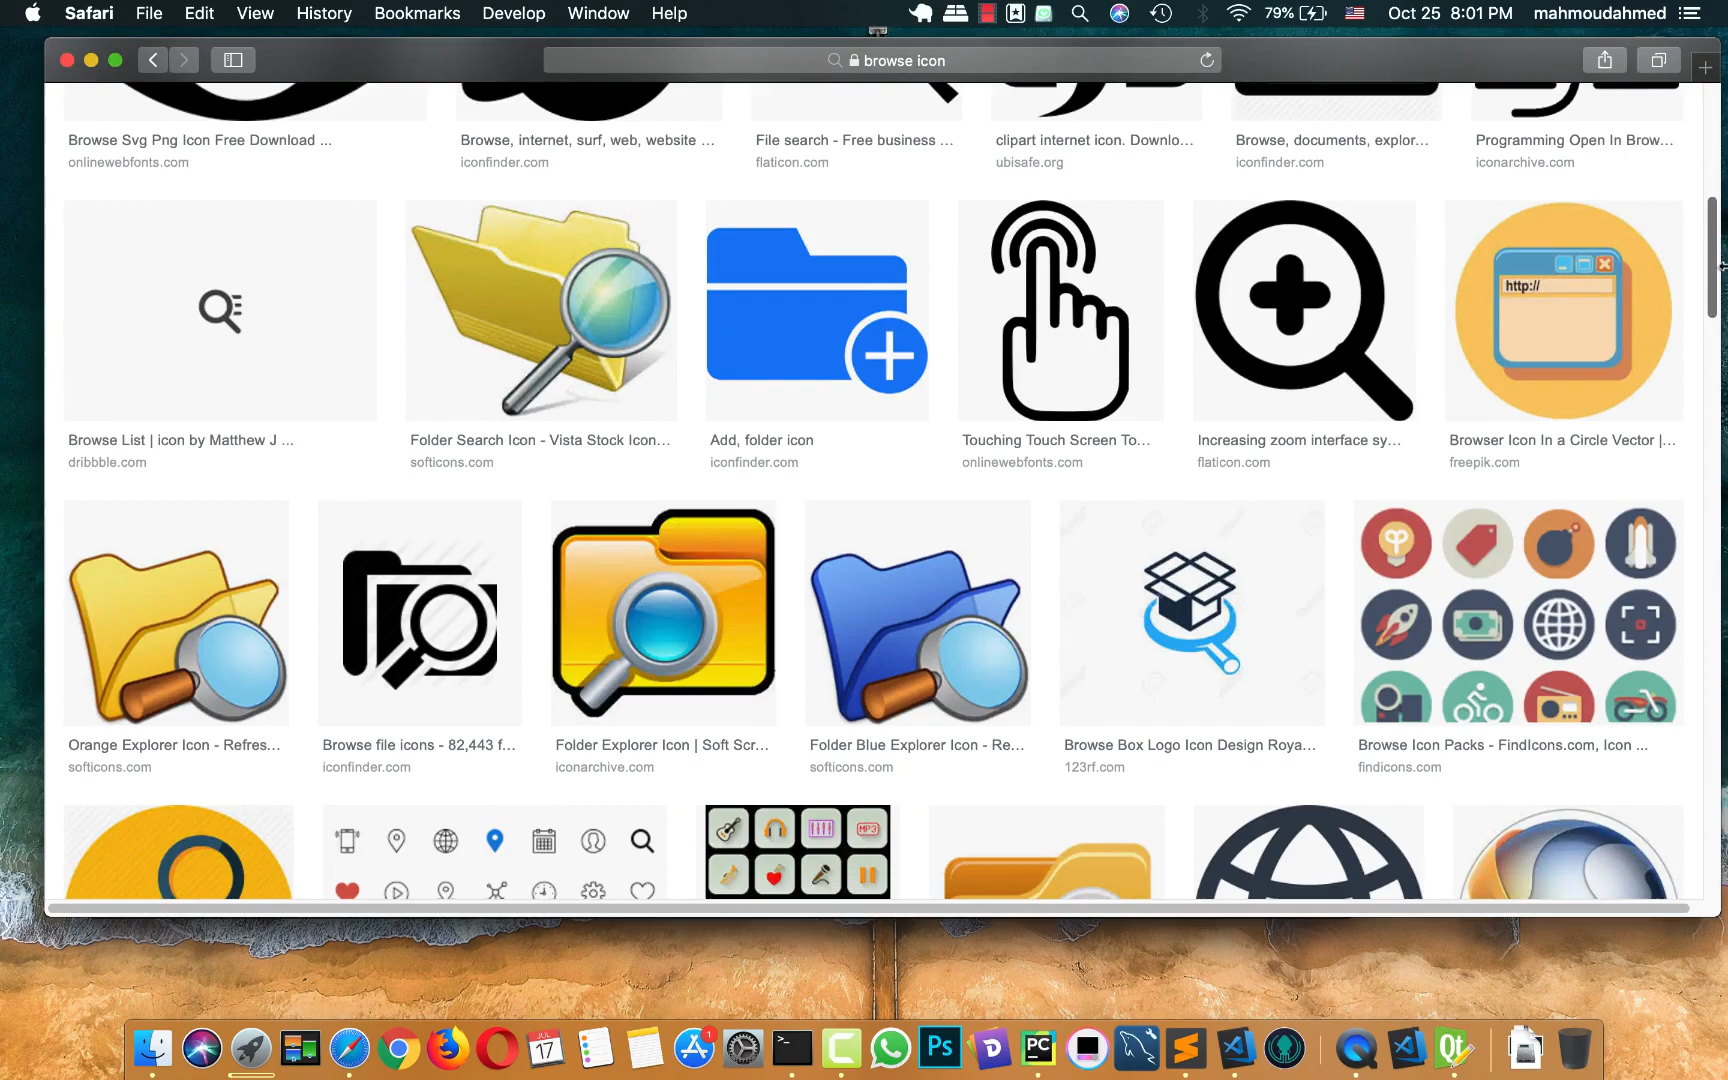 Safari File Edit View History Bookmarks Develop Window Help 79% Oct 25 8:01 PM mahmoudahmed
browse icon
Browse Svg Png Icon Free Download ...
onlinewebfonts.com
Browse, internet, surf, web, website ...
iconfinder.com
File search - Free business ...
flaticon.com
clipart internet icon. Downlo...
ubisafe.org
Browse, documents, explor...
iconfinder.com
Programming Open In Brow...
iconarchive.com
http://
Browse List | icon by Matthew J ...
dribbble.com
Folder Search Icon - Vista Stock Icon...
softicons.com
Add, folder icon
iconfinder.com
Touching Touch Screen To...
onlinewebfonts.com
Increasing zoom interface sy...
flaticon.com
Browser Icon In a Circle Vector |...
freepik.com
Orange Explorer Icon - Refres...
softicons.com
Browse file icons - 82,443 f...
iconfinder.com
Folder Explorer Icon | Soft Scr...
iconarchive.com
Folder Blue Explorer Icon - Re...
softicons.com
Browse Box Logo Icon Design Roya...
123rf.com
Browse Icon Packs - FindIcons.com, Icon ...
findicons.com
MP3
JUL
17
1
Ps
D
PC
Qt